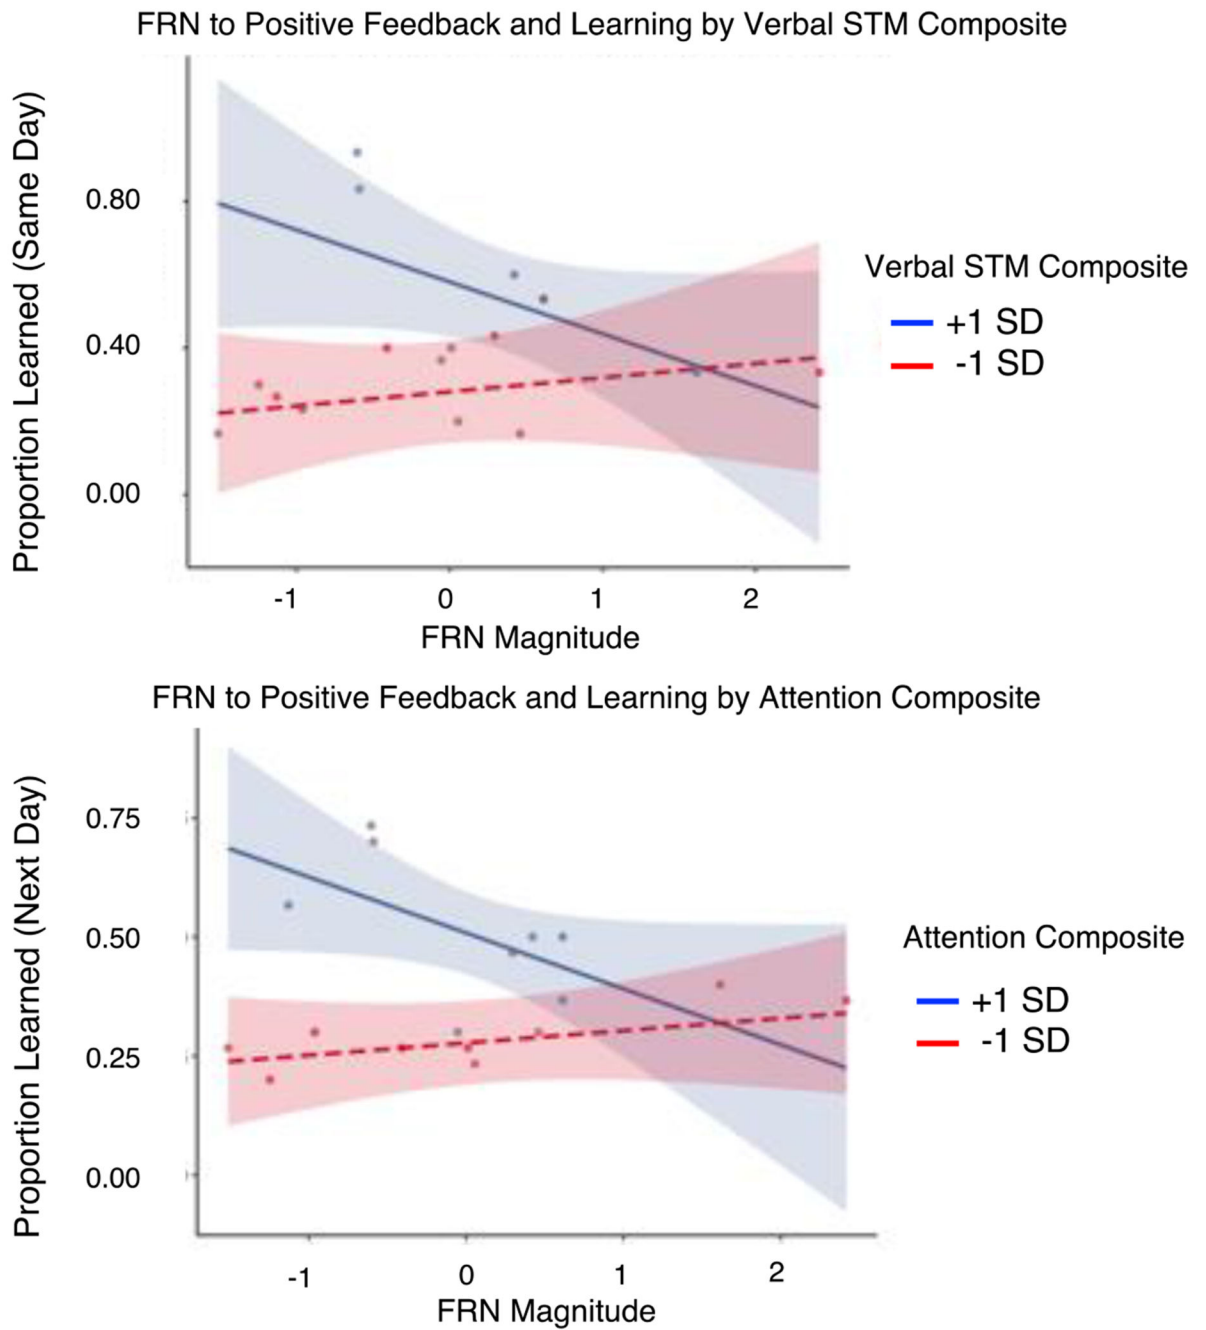 FRN to Positive Feedback and Learning by Verbal STM Composite
Proportion Learned (Same Day)
0.80
0.40
0.00
-1 0 1 2
FRN Magnitude
Verbal STM Composite
+1 SD
-1 SD
FRN to Positive Feedback and Learning by Attention Composite
Proportion Learned (Next Day)
0.75
0.50
0.25
0.00
-1 0 1 2
FRN Magnitude
Attention Composite
+1 SD
-1 SD